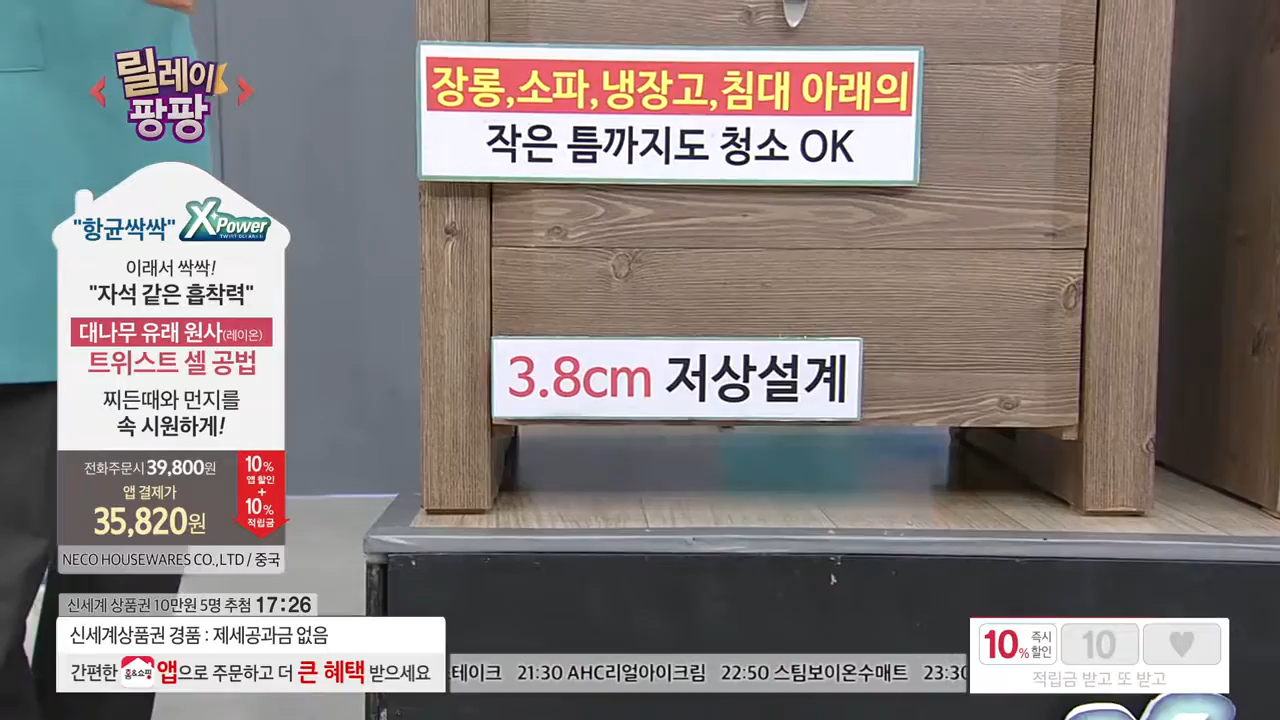 릴레이
팡팡
장롱,소파,냉장고,침대 아래의
작은 틈까지도 청소 OK
3.8cm 저상설계
"항균싹싹" X Power
이래서 싹싹!
"자석 같은 흡착력"
대나무 유래 원사(레이온)
트위스트 셀 공법
찌든때와 먼지를
속 시원하게!
전화주문시 39,800원
앱 결제가
35,820원
10%
앱 할인
+
10%
적립금
NECO HOUSEWARES CO.,LTD / 중국
신세계 상품권 10만원 5명 추첨 17:26
신세계상품권 경품 : 제세공과금 없음
간편한 홈&쇼핑 앱으로 주문하고 더 큰 혜택 받으세요
스테이크 21:30 AHC리얼아이크림 22:50 스팀보이온수매트 23:30
10% 즉시할인
10
적립금 받고 또 받고